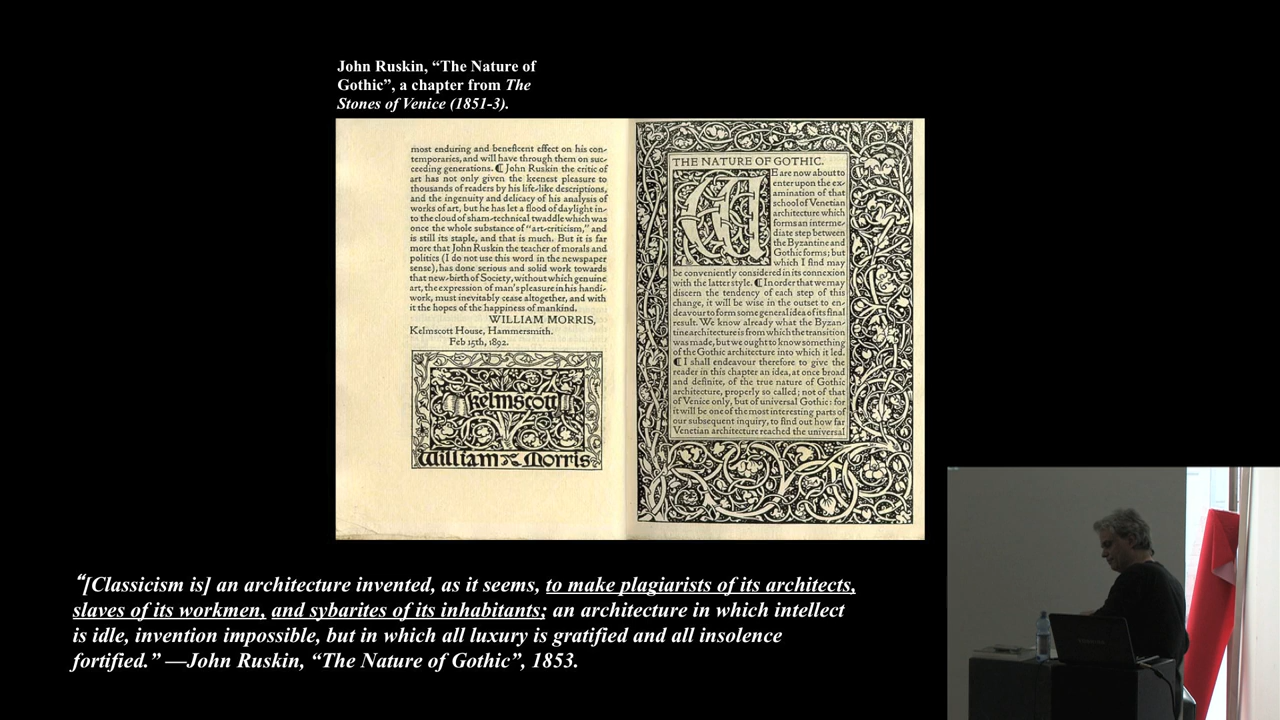 John Ruskin, “The Nature of
Gothic”, a chapter from The
Stones of Venice (1851-3).
most enduring and beneficent effect on his con-
temporaries, and will have through them on suc-
ceeding generations. ¶ John Ruskin the critic of
art has not only given the keenest pleasure to
thousands of readers by his life-like descriptions,
and the ingenuity and delicacy of his analysis of
works of art, but he has let a flood of daylight in-
to the cloud of sham-technical twaddle which was
once the whole substance of “art-criticism,” and
is still its staple, and that is much. But it is far
more that John Ruskin the teacher of morals and
politics (I do not use this word in the newspaper
sense), has done serious and solid work towards
that new-birth of Society, without which genuine
art, the expression of man's pleasure in his handi-
work, must inevitably cease altogether, and with
it the hopes of the happiness of mankind.
WILLIAM MORRIS,
Kelmscott House, Hammersmith.
Feb 15th, 1892.
kelmscott
William Morris
THE NATURE OF GOTHIC.
WE are now about to
enter upon the ex-
amination of that
school of Venetian
architecture which
forms an interme-
diate step between
the Byzantine and
Gothic forms; but
which I find may
be conveniently considered in its connexion
with the latter style. ¶ In order that we may
discern the tendency of each step of this
change, it will be wise in the outset to en-
deavour to form some general idea of its final
result. We know already what the Byzan-
tine architecture is from which the transition
was made, but we ought to know something
of the Gothic architecture into which it led.
¶ I shall endeavour therefore to give the
reader in this chapter an idea, at once broad
and definite, of the true nature of Gothic
architecture, properly so called; not of that
of Venice only, but of universal Gothic: for
it will be one of the most interesting parts of
our subsequent inquiry, to find out how far
Venetian architecture reached the universal
“[Classicism is] an architecture invented, as it seems, to make plagiarists of its architects,
slaves of its workmen, and sybarites of its inhabitants; an architecture in which intellect
is idle, invention impossible, but in which all luxury is gratified and all insolence
fortified.” —John Ruskin, “The Nature of Gothic”, 1853.